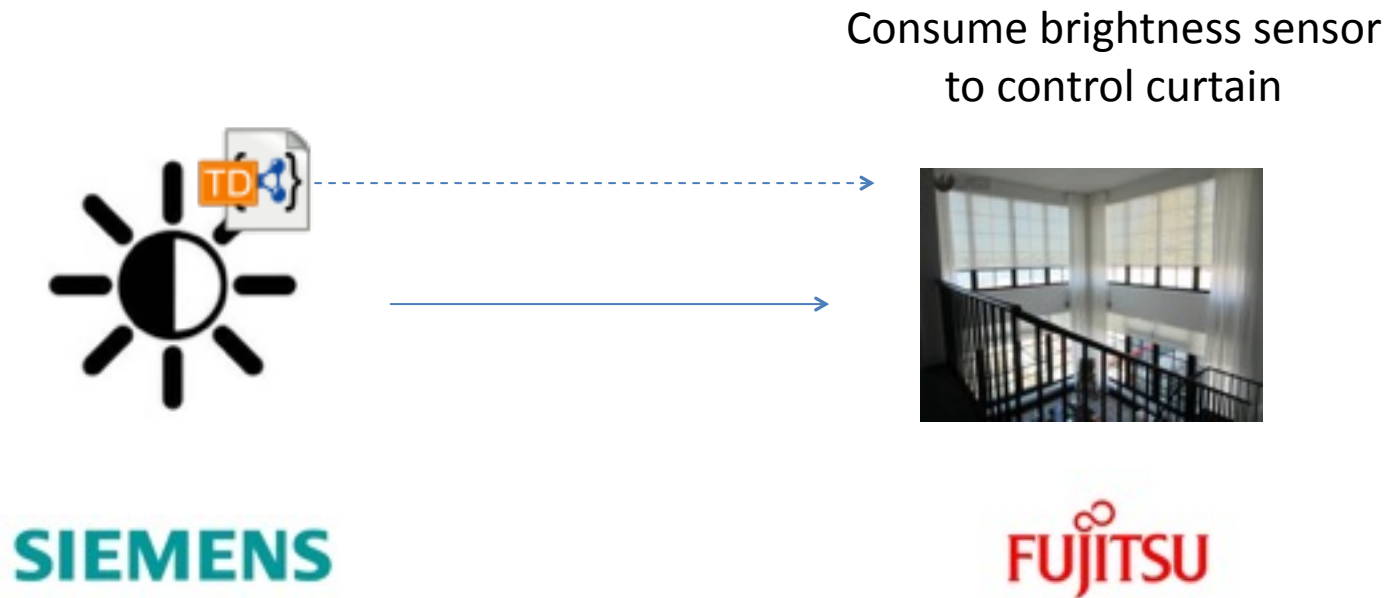 Consume brightness sensor
to control curtain
TD
SIEMENS
FUJITSU